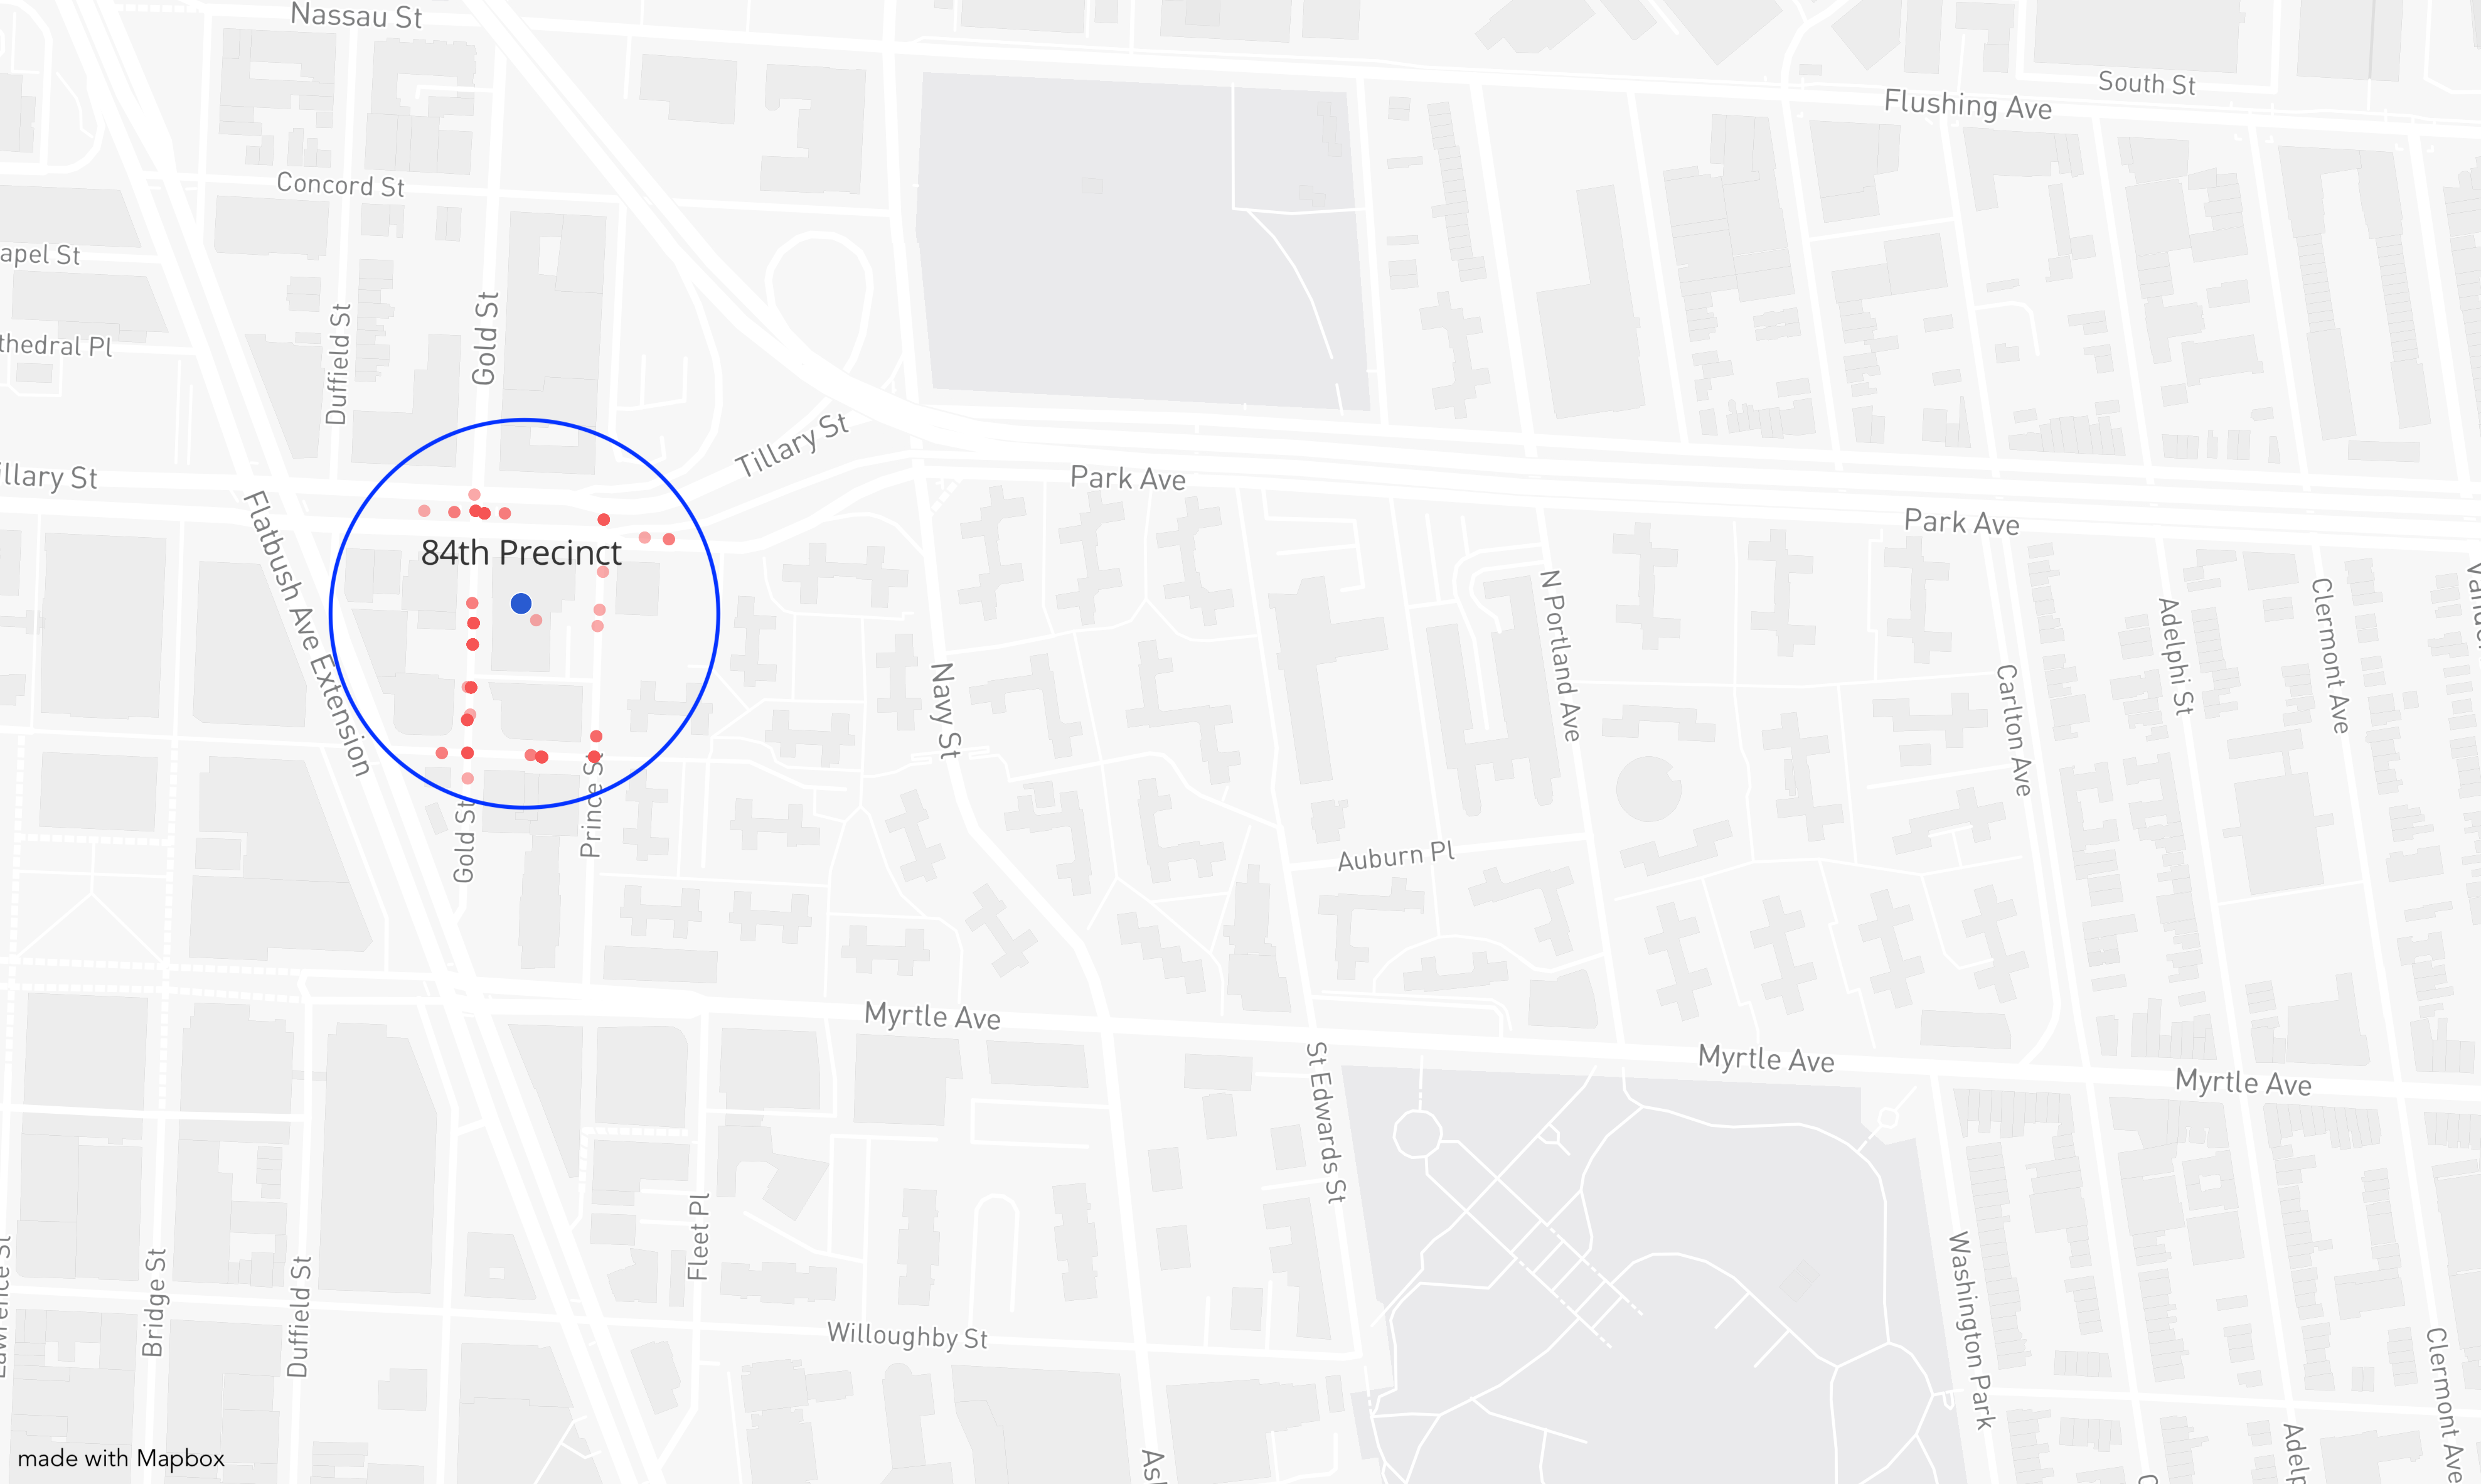 Nassau St
South St
Flushing Ave
Concord St
apel St
Gold St
Duffield St
thedral Pl
Tillary St
illary St
Park Ave
Park Ave
Flatbush Ave Extension
84th Precinct
N Portland Ave
Adelphi St
Clermont Ave
Navy St
Carlton Ave
Prince St
Gold St
Auburn Pl
Myrtle Ave
Myrtle Ave
Myrtle Ave
St Edwards St
Fleet Pl
Bridge St
Duffield St
Washington Park
Willoughby St
Clermont Ave
made with Mapbox